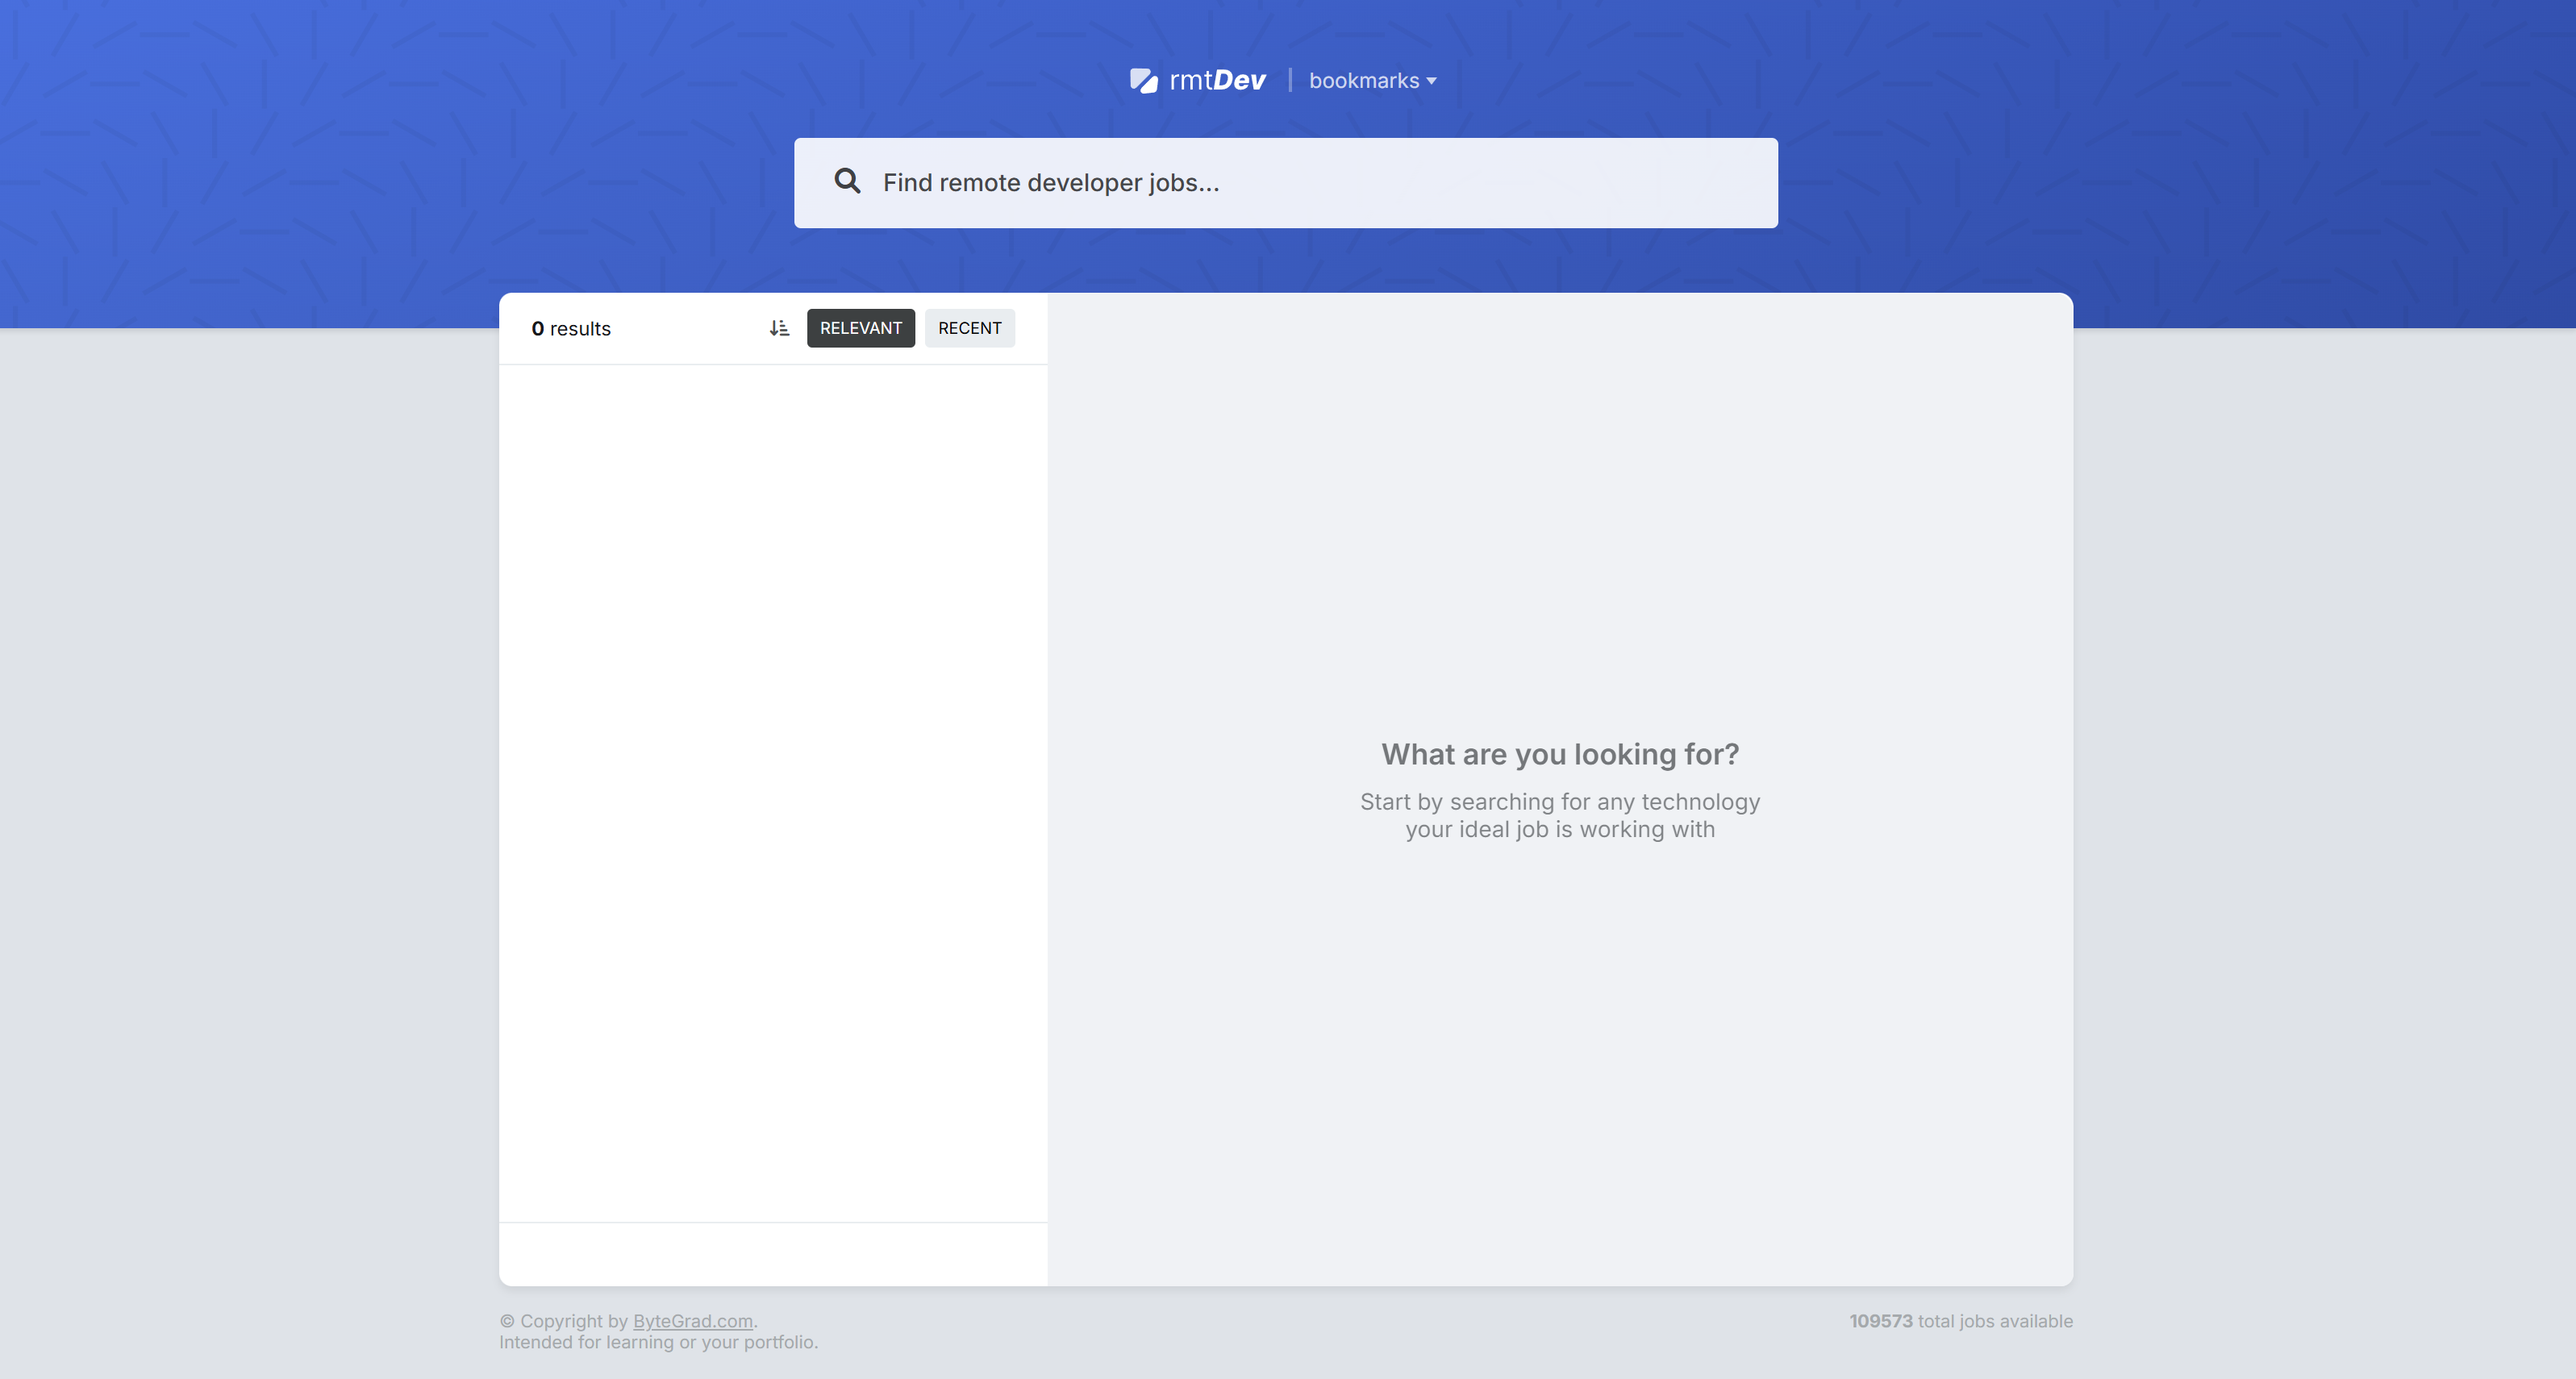 rmtDev
bookmarks
Find remote developer jobs...
0 results
RELEVANT
RECENT
What are you looking for?
Start by searching for any technology
your ideal job is working with
© Copyright by ByteGrad.com.
Intended for learning or your portfolio.
109573 total jobs available